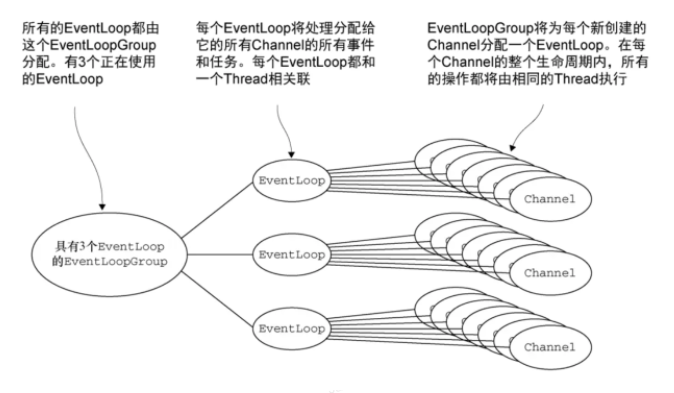 所有的EventLoop都由
这个EventLoopGroup
分配。有3个正在使用
的EventLoop
每个EventLoop将处理分配给
它的所有Channel的所有事件
和任务。每个EventLoop都和
一个Thread相关联
EventLoopGroup将为每个新创建的
Channel分配一个EventLoop。在每
个Channel的整个生命周期内，所有
的操作都将由相同的Thread执行
EventLoop
Channel
具有3个EventLoop
的EventLoopGroup
EventLoop
Channel
EventLoop
Channel